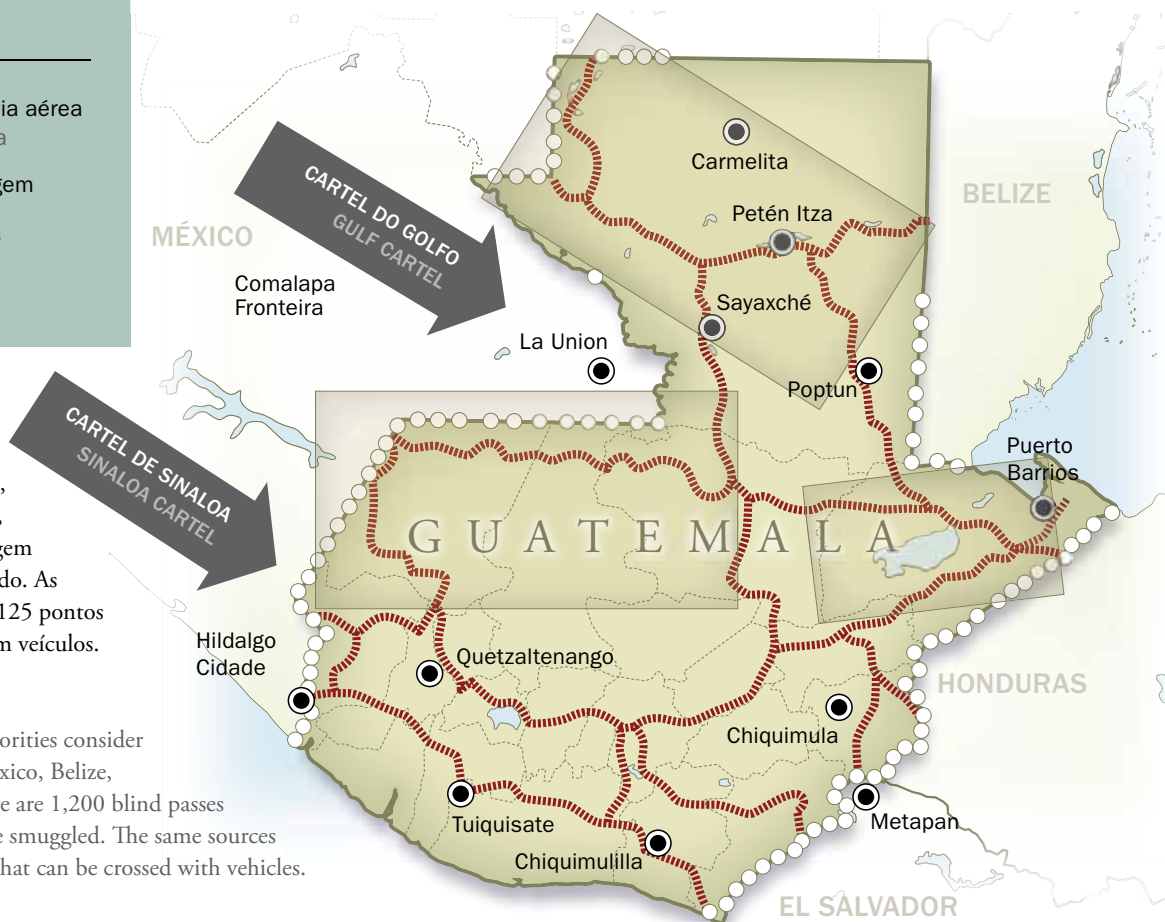 ia aérea
a
gem
MÉXICO
BELIZE
CARTEL DO GOLFO
GULF CARTEL
Carmelita
Petén Itza
Comalapa
Fronteira
Sayaxché
La Union
Poptun
CARTEL DE SINALOA
SINALOA CARTEL
Puerto
Barrios
GUATEMALA
gem
do. As
125 pontos
m veículos.
Hildalgo
Cidade
Quetzaltenango
HONDURAS
Chiquimula
orities consider
xico, Belize,
re are 1,200 blind passes
e smuggled. The same sources
hat can be crossed with vehicles.
Tuiquisate
Metapán
Chiquimulilla
EL SALVADOR